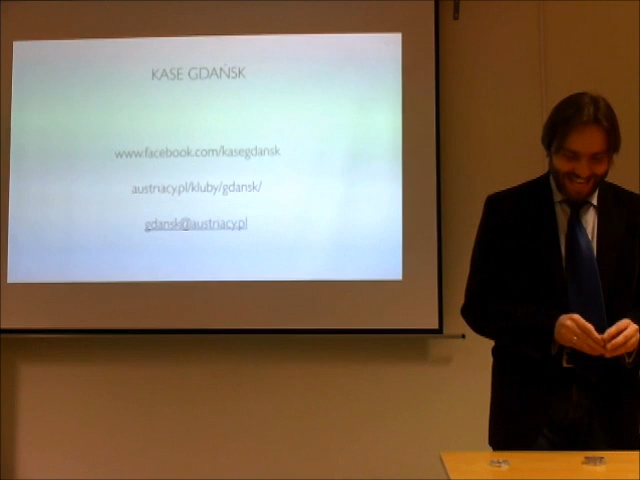 KASE GDAŃSK
www.facebook.com/kasegdansk
austriacy.pl/kluby/gdansk/
gdansk@austriacy.pl